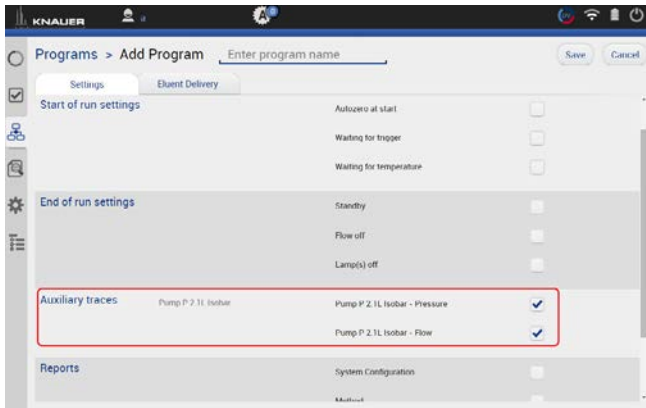 KNAUER a
Programs > Add Program Enter program name Save Cancel
Settings Eluent Delivery
Start of run settings Autozero at start
Waiting for trigger
Waiting for temperature
End of run settings Standby
Flow off
Lamp(s) off
Auxiliary traces Pump P 2.1L Isobar Pump P 2.1L Isobar - Pressure
Pump P 2.1L Isobar - Flow
Reports System Configuration
Method